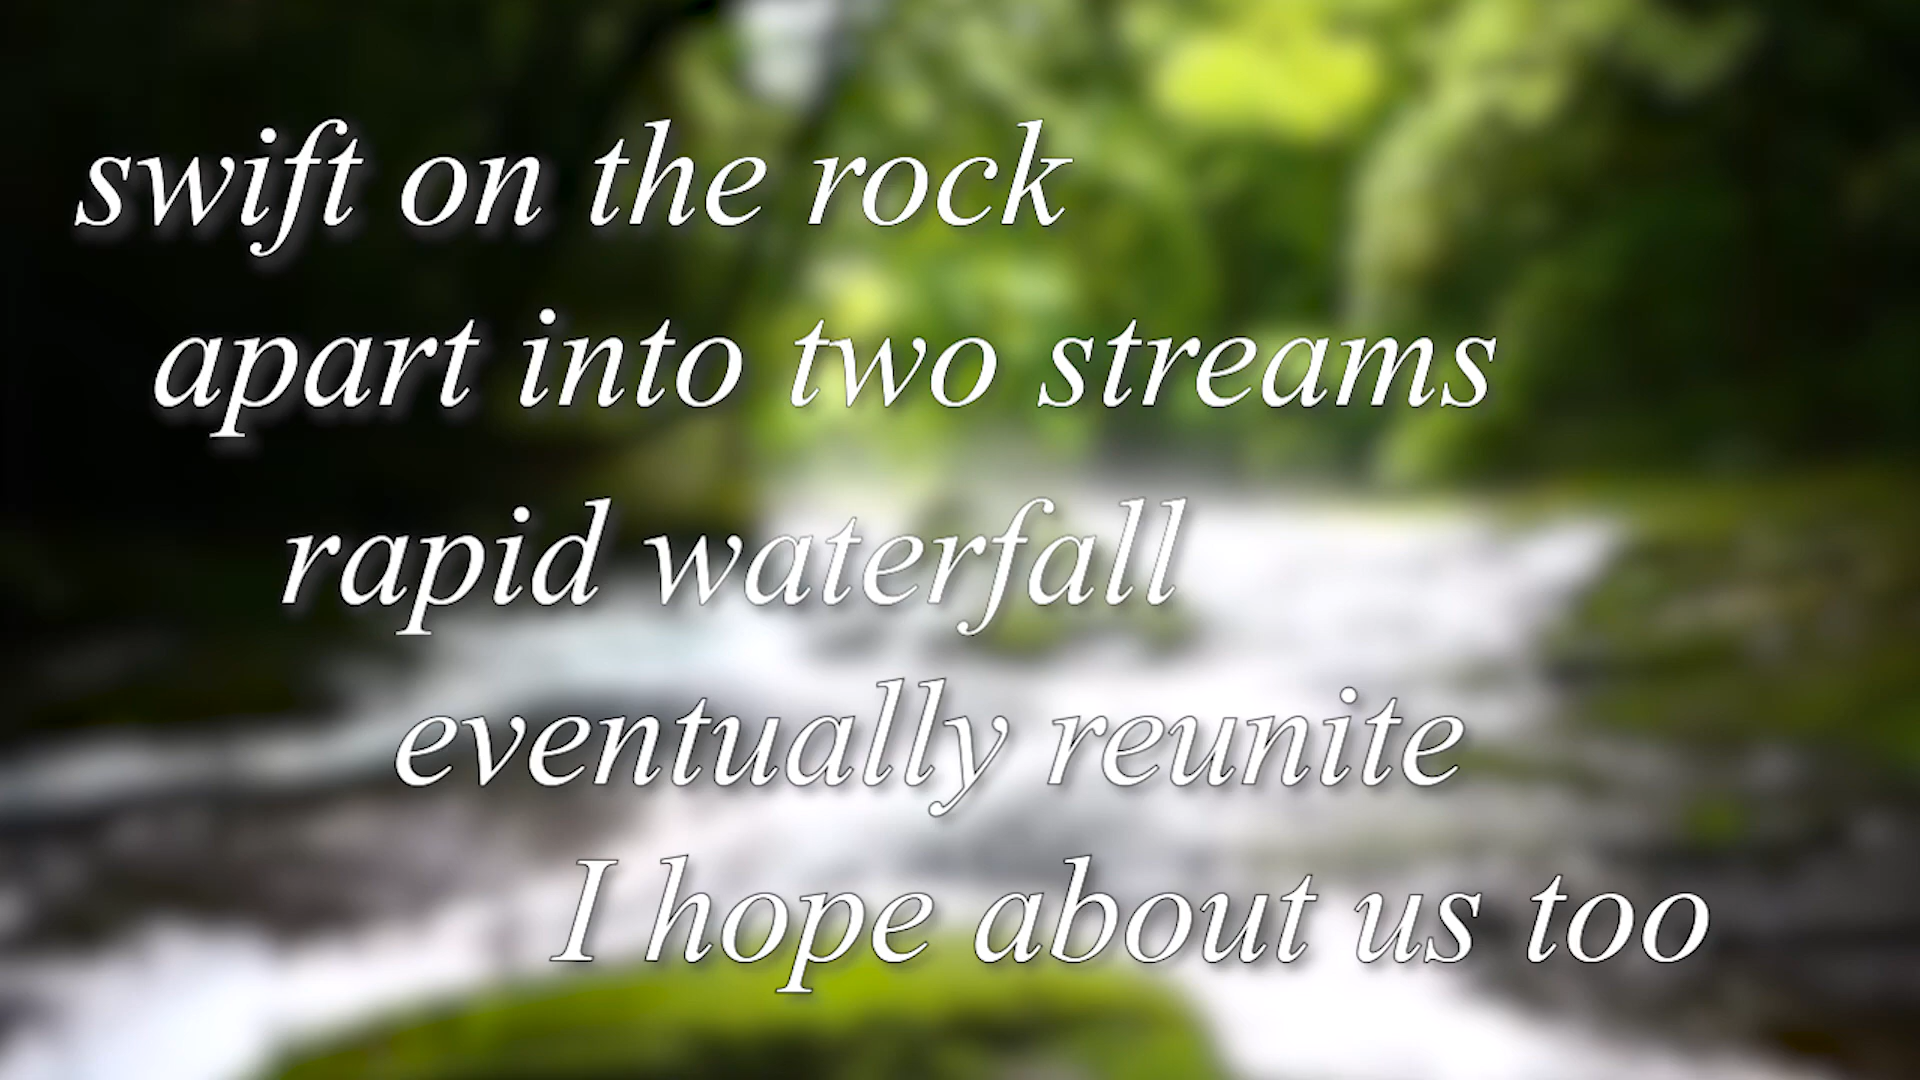 swift on the rock
apart into two streams
rapid waterfall
eventually reunite
I hope about us too